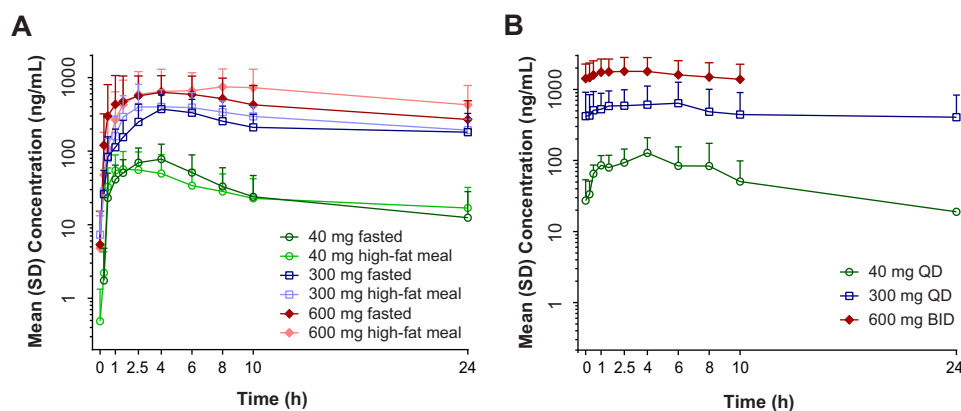 A
Mean (SD) Concentration (ng/mL)
1000
100
10
1
40 mg fasted
40 mg high-fat meal
300 mg fasted
300 mg high-fat meal
600 mg fasted
600 mg high-fat meal
0 1 2.5 4 6 8 10 24
Time (h)
B
Mean (SD) Concentration (ng/mL)
1000
100
10
1
40 mg QD
300 mg QD
600 mg BID
0 1 2.5 4 6 8 10 24
Time (h)